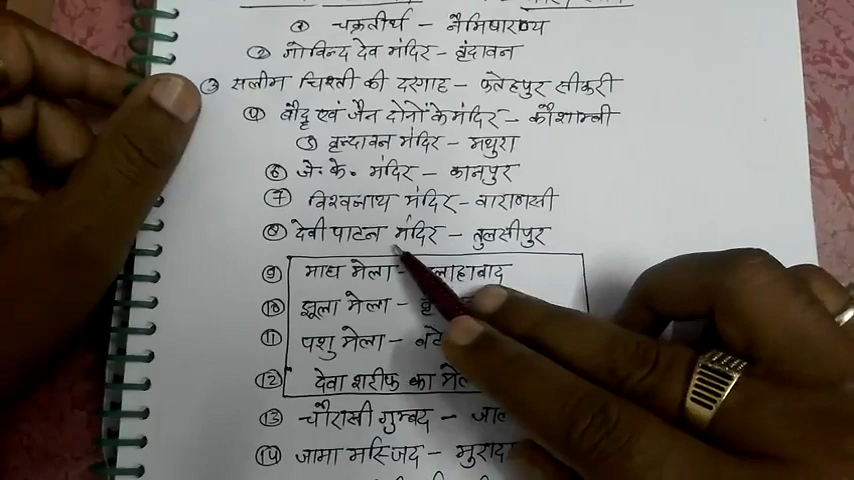 ① चक्रतीर्थ – नैमिषारण्य
② गोविन्द देव मंदिर – वृंदावन
③ सलीम चिश्ती की दरगाह – फतेहपुर सीकरी
④ बौद्ध एवं जैन दोनों के मंदिर – कौशाम्बी
⑤ वृन्दावन मंदिर – मथुरा
⑥ जे॰ के॰ मंदिर – कानपुर
⑦ विश्वनाथ मंदिर – वाराणसी
⑧ देवी पाटन मंदिर – तुलसीपुर
⑨ माघ मेला –
⑩ झूला मेला –
⑪ पशु मेला –
⑫ देवा शरीफ का
⑬ चौरासी गुम्बद –
⑭ जामा मस्जिद –